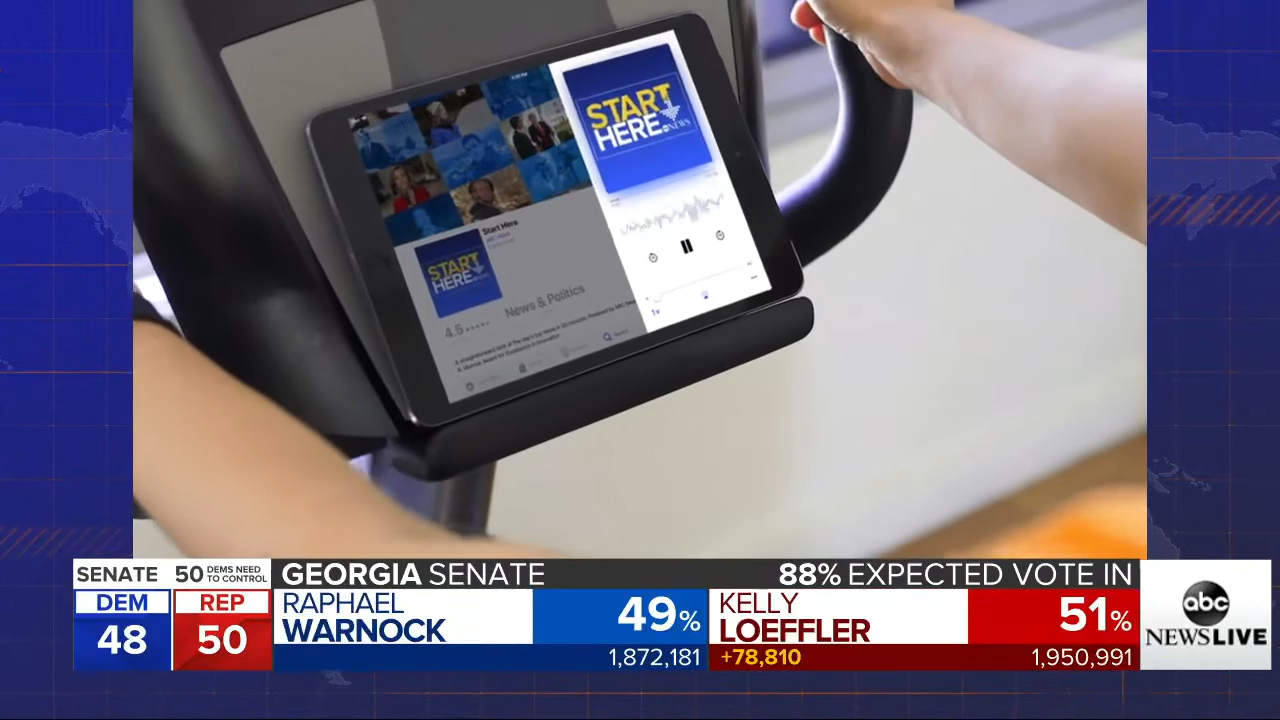 START
HERE
abc NEWS
Start Here
START
HERE
4.5
News & Politics
1x
SENATE 50 DEMS NEED TO CONTROL
DEM REP
48 50
GEORGIA SENATE
88% EXPECTED VOTE IN
RAPHAEL
WARNOCK
49%
1,872,181
KELLY
LOEFFLER
51%
+78,810
1,950,991
abc
NEWS LIVE